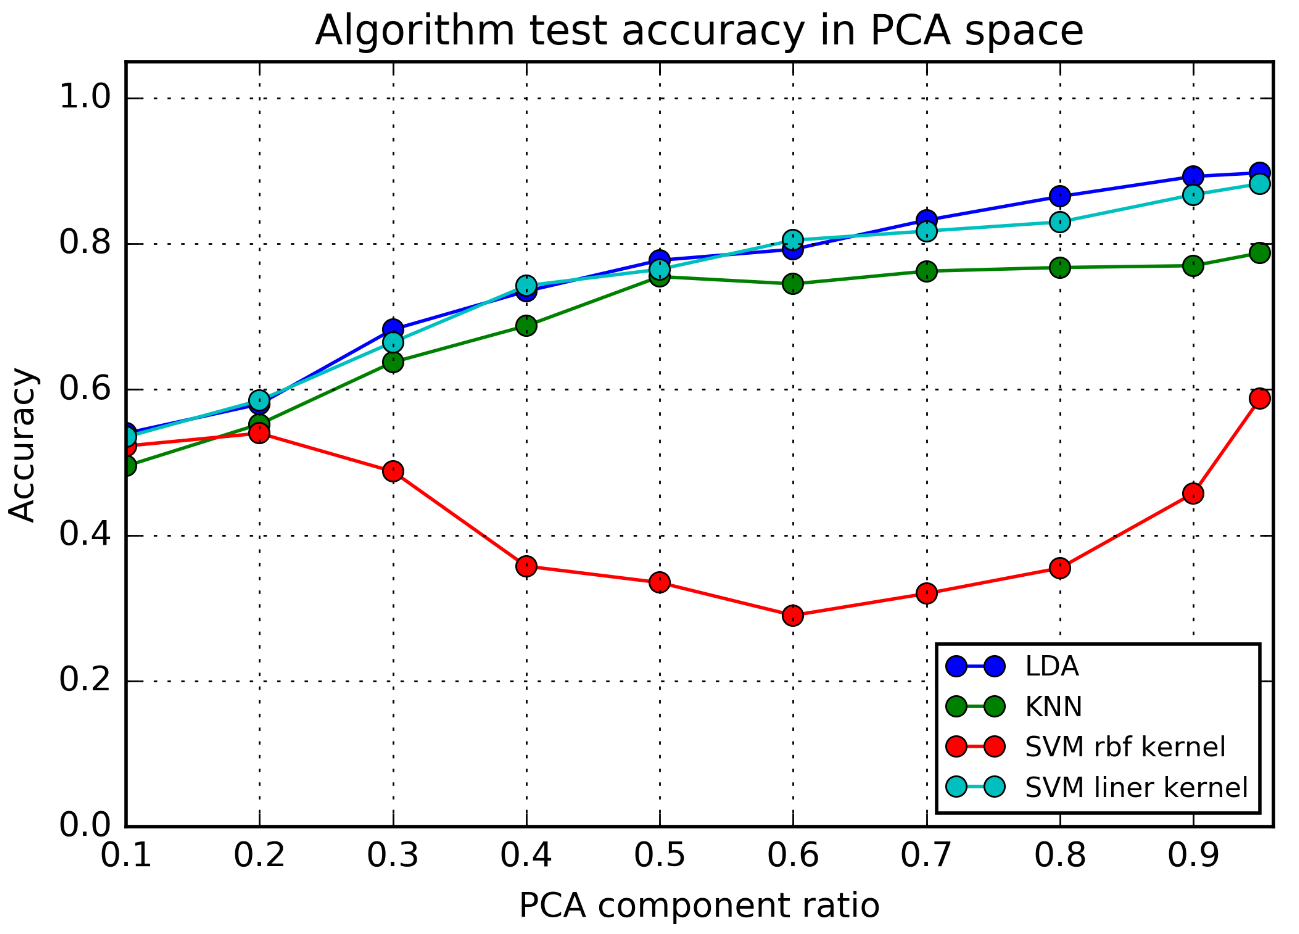 Algorithm test accuracy in PCA space
1.0
0.8
0.6
0.4
0.2
0.0
Accuracy
0.1 0.2 0.3 0.4 0.5 0.6 0.7 0.8 0.9
PCA component ratio
LDA
KNN
SVM rbf kernel
SVM liner kernel